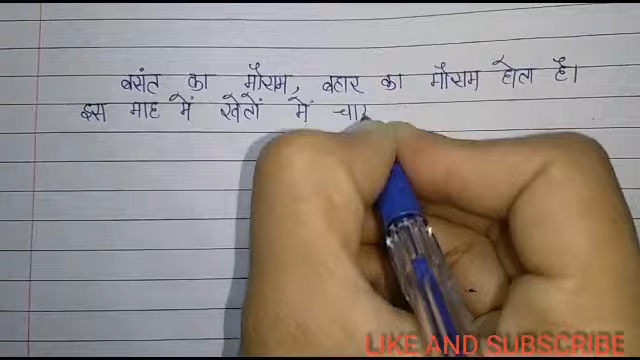 बसंत का मौसम, बहार का मौसम होता है।
इस माह में खेतों में चार
LIKE AND SUBSCRIBE